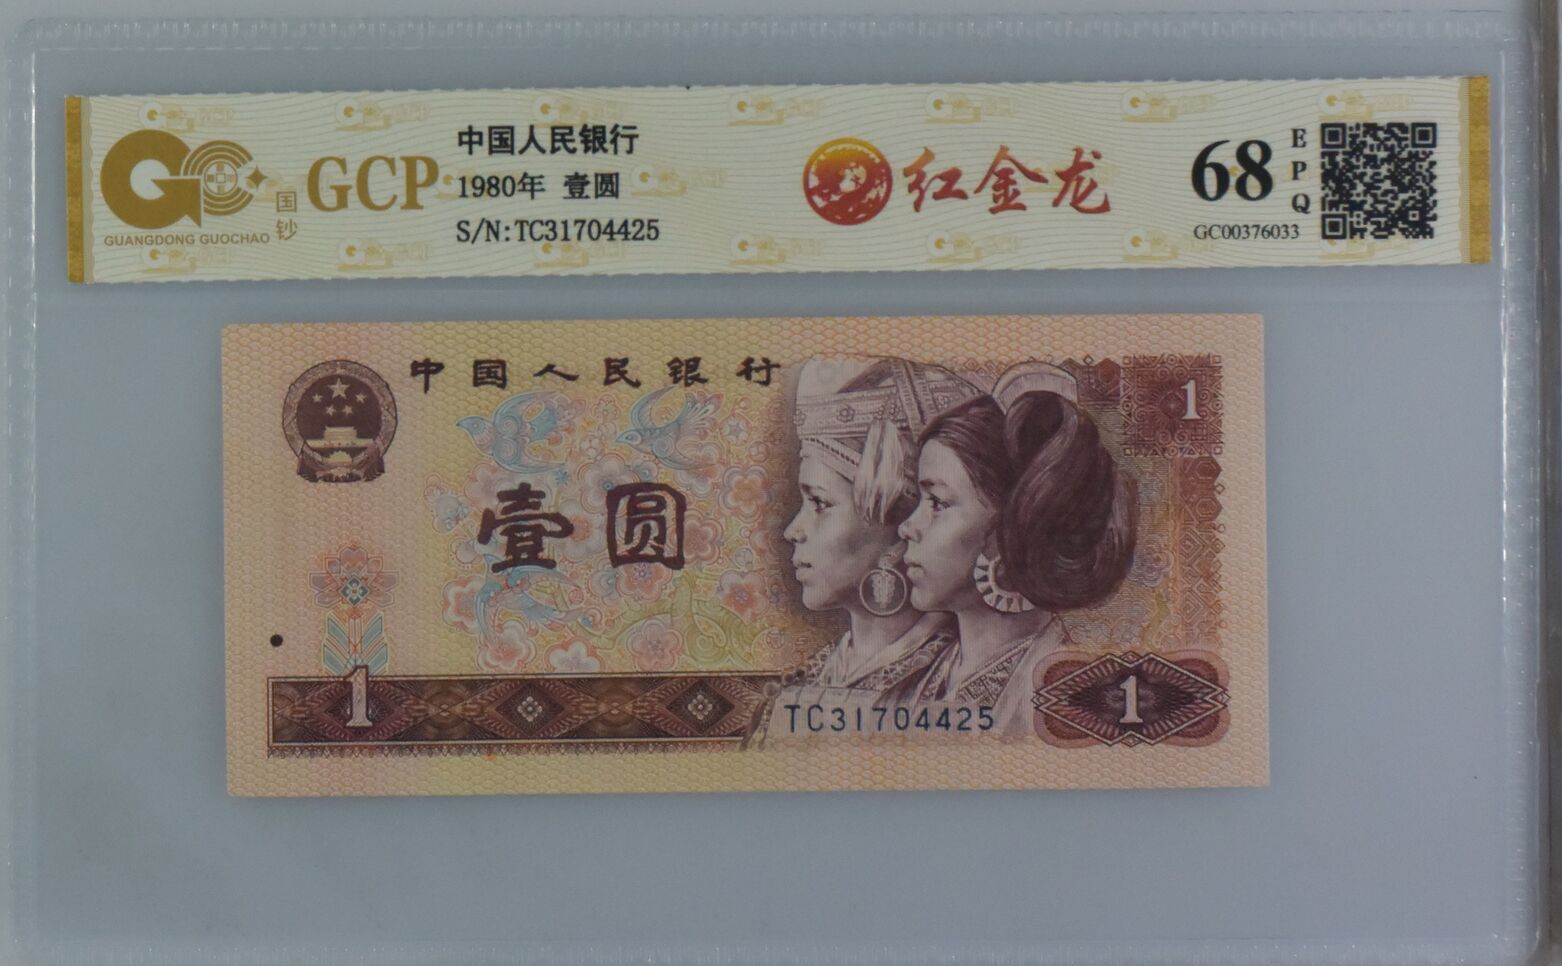 GCP
国钞
GUANGDONG GUOCHAO
中国人民银行
1980年 壹圆
S/N:TC31704425
红金龙
68
EPQ
GC00376033
中国人民银行
1
壹圆
1
TC31704425
1